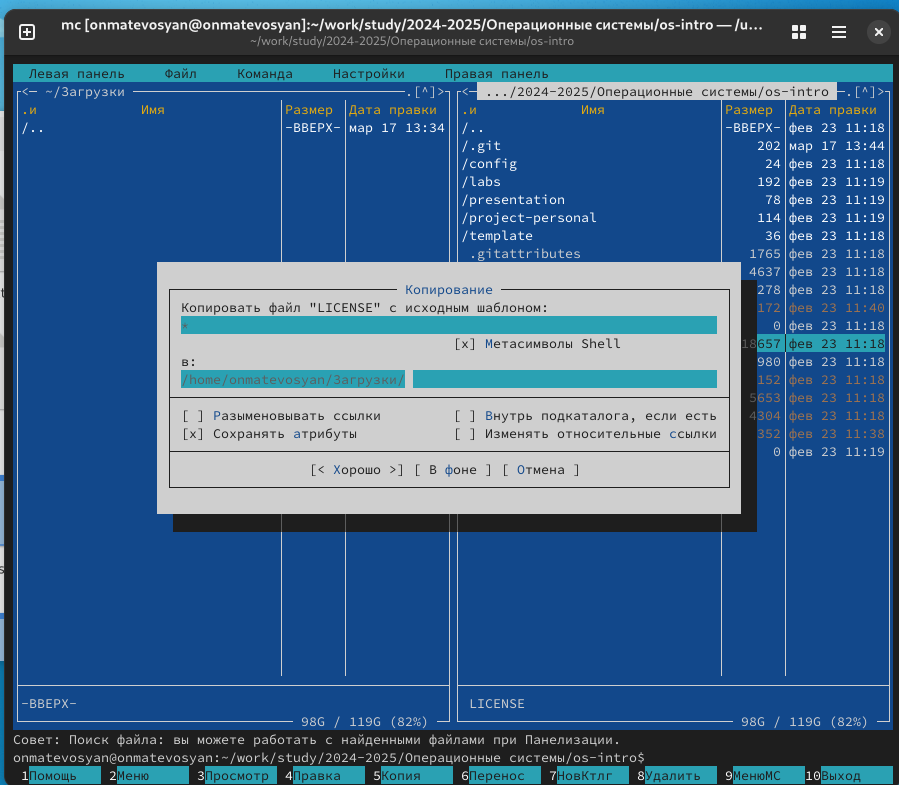 mc [onmatevosyan@onmatevosyan]:~/work/study/2024-2025/Операционные системы/os-intro — /u…
~/work/study/2024-2025/Операционные системы/os-intro
Левая панель Файл Команда Настройки Правая панель
<— ~/Загрузки .[^]> <— .../2024-2025/Операционные системы/os-intro .[^]>
.и Имя Размер Дата правки .и Имя Размер Дата правки
/.. -ВВЕРХ- мар 17 13:34 /.. -ВВЕРХ- фев 23 11:18
/.git 202 мар 17 13:44
/config 24 фев 23 11:18
/labs 192 фев 23 11:19
/presentation 78 фев 23 11:19
/project-personal 114 фев 23 11:19
/template 36 фев 23 11:18
.gitattributes 1765 фев 23 11:18
4637 фев 23 11:18
Копирование 278 фев 23 11:18
Копировать файл "LICENSE" с исходным шаблоном: 172 фев 23 11:40
* 0 фев 23 11:18
[x] Метасимволы Shell 18657 фев 23 11:18
в: 980 фев 23 11:18
/home/onmatevosyan/Загрузки/ 152 фев 23 11:18
5653 фев 23 11:18
[ ] Разыменовывать ссылки [ ] Внутрь подкаталога, если есть 4304 фев 23 11:18
[x] Сохранять атрибуты [ ] Изменять относительные ссылки 352 фев 23 11:38
0 фев 23 11:19
[< Хорошо >] [ В фоне ] [ Отмена ]
-ВВЕРХ- LICENSE
98G / 119G (82%) 98G / 119G (82%)
Совет: Поиск файла: вы можете работать с найденными файлами при Панелизации.
onmatevosyan@onmatevosyan:~/work/study/2024-2025/Операционные системы/os-intro$
1Помощь 2Меню 3Просмотр 4Правка 5Копия 6Перенос 7НовКтлг 8Удалить 9МенюMC 10Выход